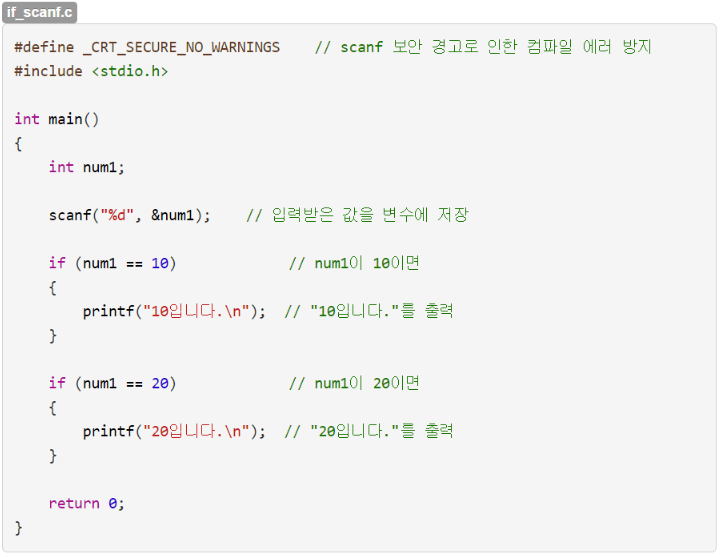 if_scanf.c
#define _CRT_SECURE_NO_WARNINGS    // scanf 보안 경고로 인한 컴파일 에러 방지
#include <stdio.h>
int main()
{
    int num1;
    scanf("%d", &num1);    // 입력받은 값을 변수에 저장
    if (num1 == 10)             // num1이 10이면
    {
        printf("10입니다.\n");  // "10입니다."를 출력
    }
    if (num1 == 20)             // num1이 20이면
    {
        printf("20입니다.\n");  // "20입니다."를 출력
    }
    return 0;
}